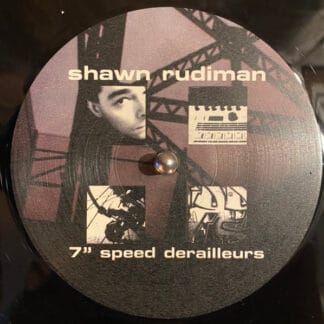 shawn rudiman
7” speed derailleurs